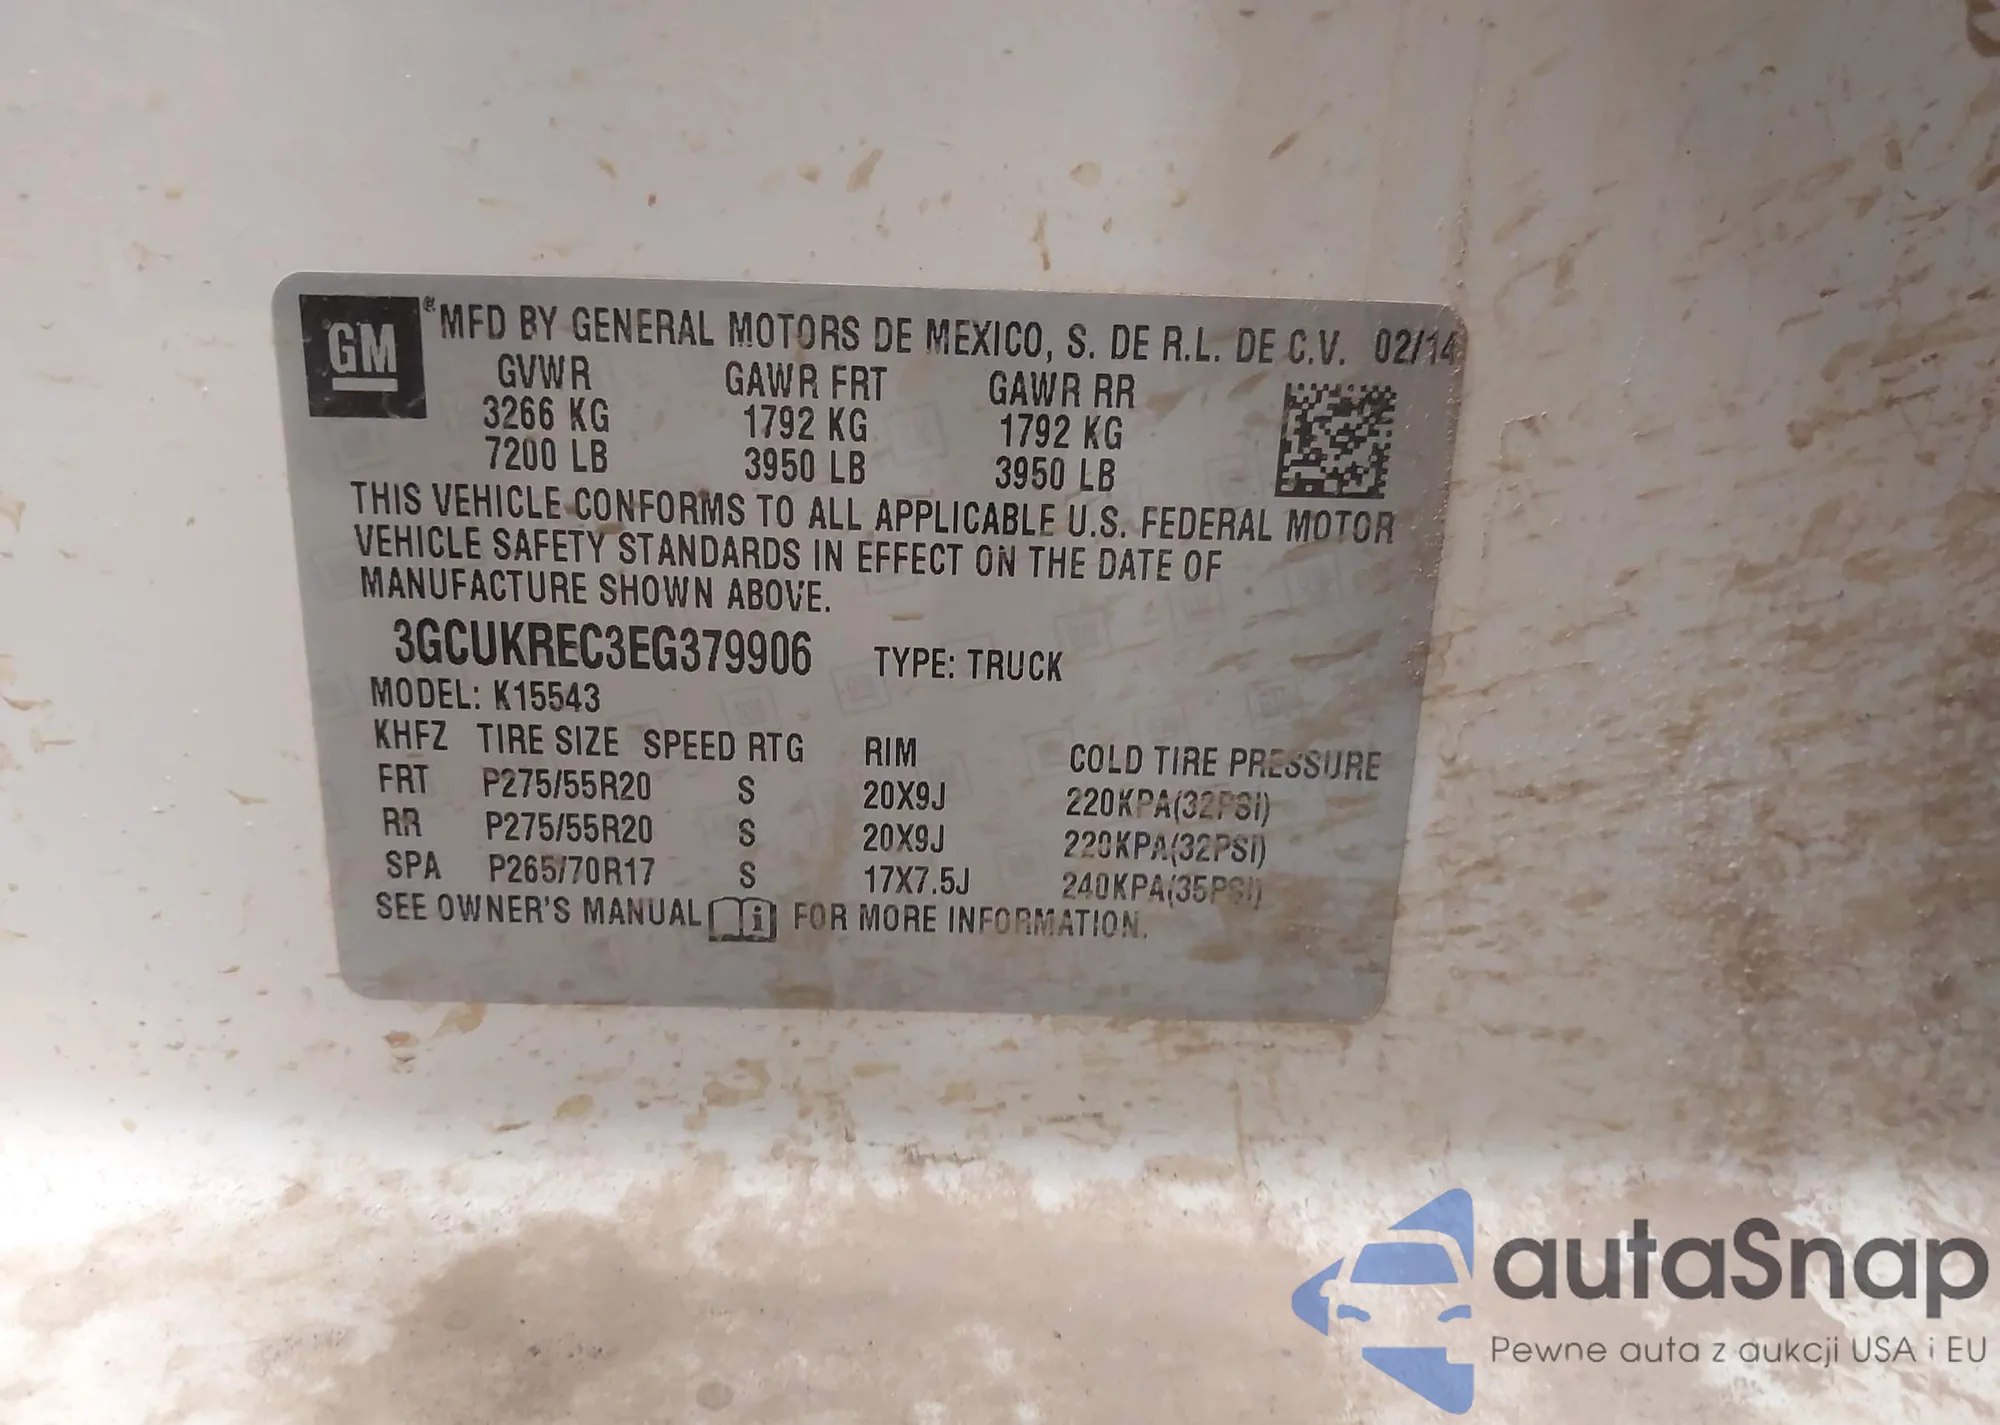 GM
® MFD BY GENERAL MOTORS DE MEXICO, S. DE R.L. DE C.V. 02/14
GVWR GAWR FRT GAWR RR
3266 KG 1792 KG 1792 KG
7200 LB 3950 LB 3950 LB
THIS VEHICLE CONFORMS TO ALL APPLICABLE U.S. FEDERAL MOTOR
VEHICLE SAFETY STANDARDS IN EFFECT ON THE DATE OF
MANUFACTURE SHOWN ABOVE.
3GCUKREC3EG379906 TYPE: TRUCK
MODEL: K15543
KHFZ TIRE SIZE SPEED RTG RIM COLD TIRE PRESSURE
FRT P275/55R20 S 20X9J 220KPA(32PSI)
RR P275/55R20 S 20X9J 220KPA(32PSI)
SPA P265/70R17 S 17X7.5J 240KPA(35PSI)
SEE OWNER'S MANUAL i FOR MORE INFORMATION.
autaSnap
Pewne auta z aukcji USA i EU